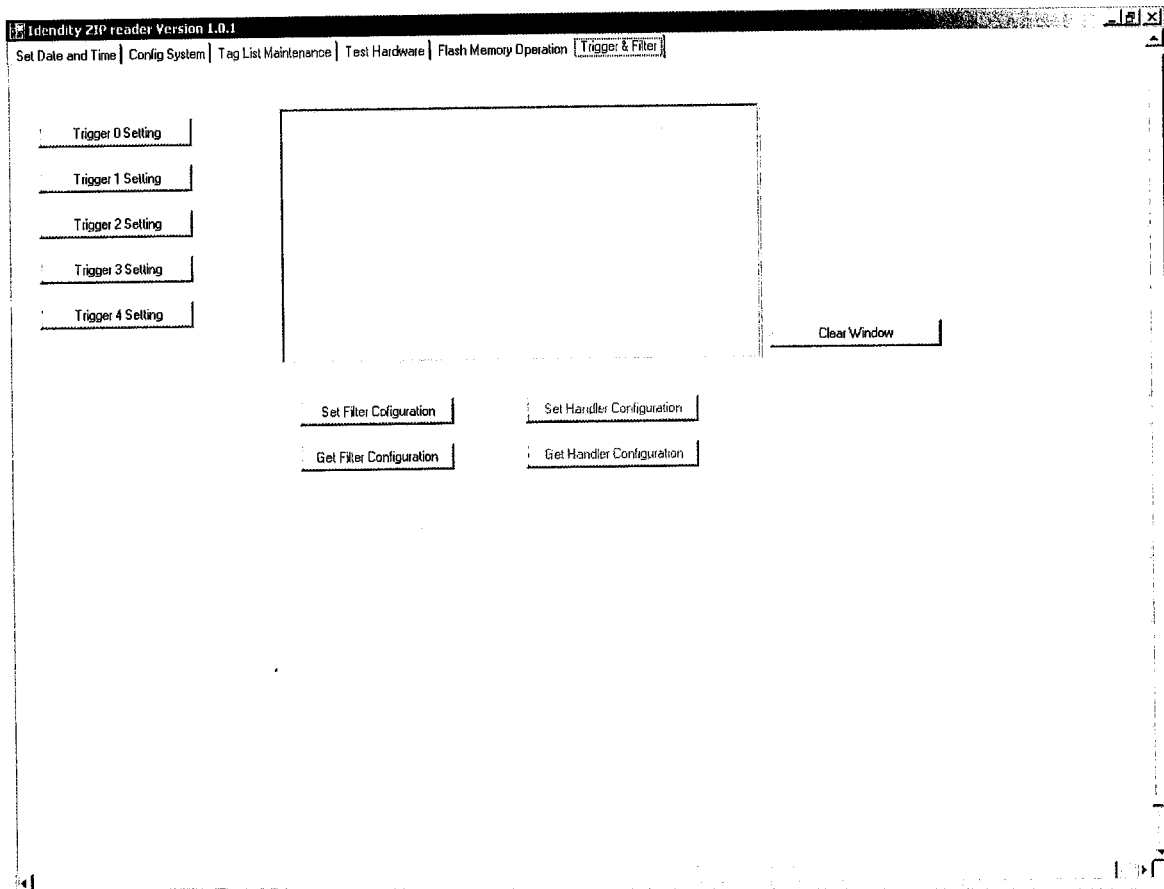 Idendity ZIP reader Version 1.0.1
Set Date and Time Config System Tag List Maintenance Test Hardware Flash Memory Operation Trigger & Filter
Trigger 0 Setting
Trigger 1 Setting
Trigger 2 Setting
Trigger 3 Setting
Trigger 4 Setting
Clear Window
Set Filter Cofiguration Set Handler Configuration
Get Filter Configuration Get Handler Configuration